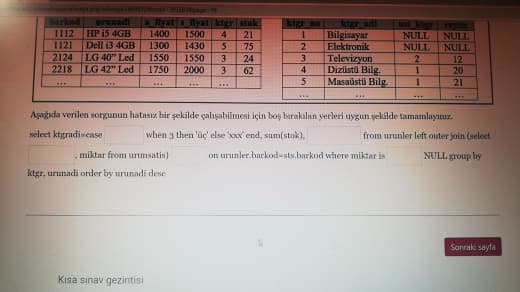 barkod urunadi a_fiyat s_fiyat ktgr stok
1112 HP i5 4GB 1400 1500 4 21
1121 Dell i3 4GB 1300 1430 5 75
2124 LG 40" Led 1550 1550 3 24
2218 LG 42" Led 1750 2000 3 62
... ... ... ... ... ...
ktgr_no ktgr_adi ust_ktgr reyon
1 Bilgisayar NULL NULL
2 Elektronik NULL NULL
3 Televizyon 2 12
4 Dizüstü Bilg. 1 20
5 Masaüstü Bilg. 1 21
... ... ... ...
Aşağıda verilen sorgunun hatasız bir şekilde çalışabilmesi için boş bırakılan yerleri uygun şekilde tamamlayınız.
select ktgradi=case when 3 then 'üç' else 'xxx' end, sum(stok), from urunler left outer join (select
, miktar from urunsatis) on urunler.barkod=sts.barkod where miktar is NULL group by
ktgr, urunadi order by urunadi desc
Sonraki sayfa
Kısa sınav gezintisi